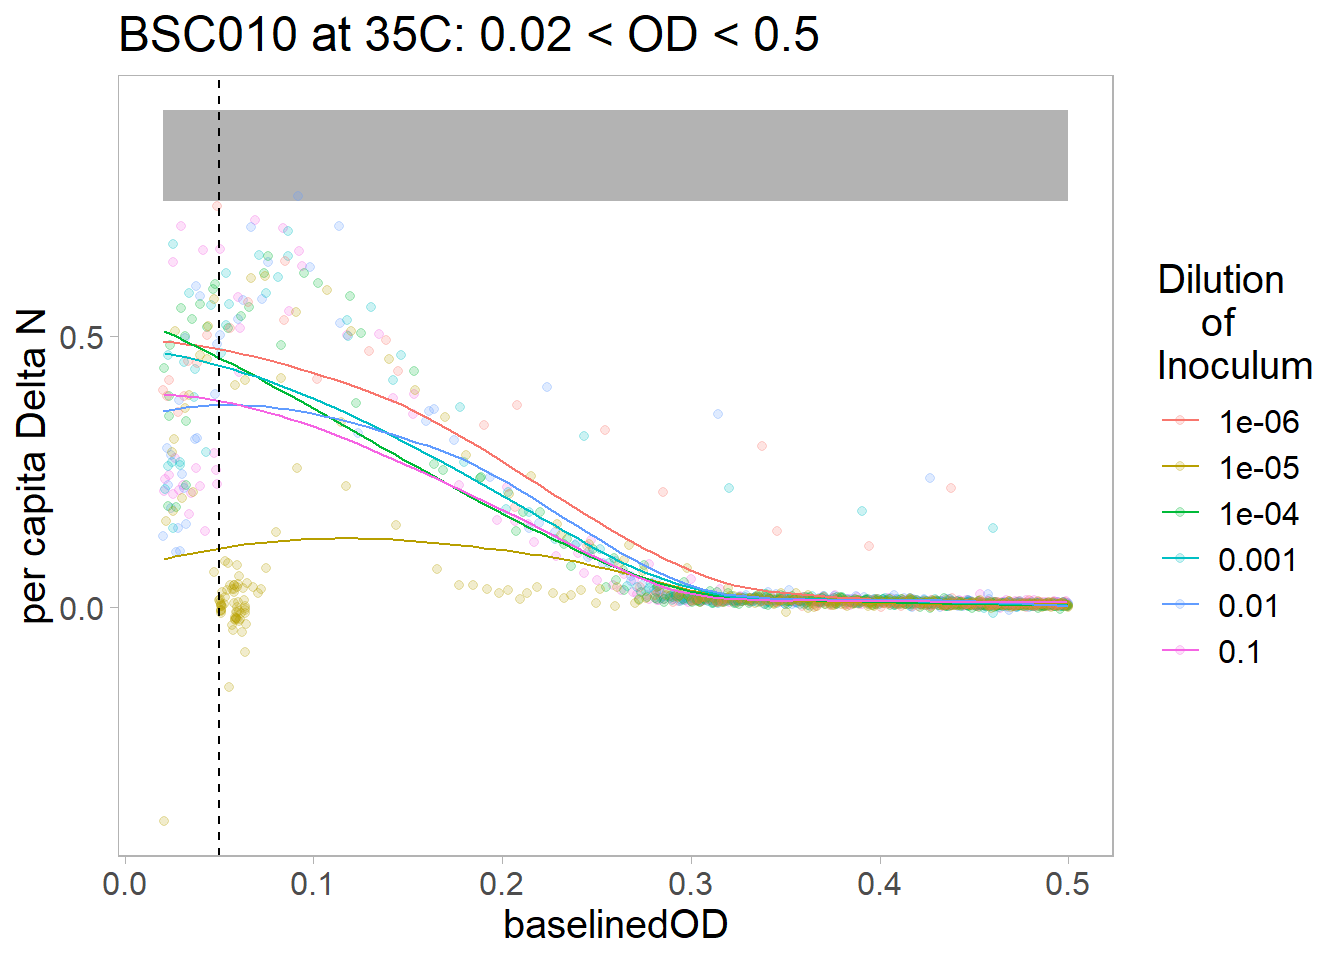 BSC010 at 35C: 0.02 < OD < 0.5
per capita Delta N
0.5
0.0
0.0
0.1
0.2
0.3
0.4
0.5
baselinedOD
Dilution
of
Inoculum
1e-06
1e-05
1e-04
0.001
0.01
0.1